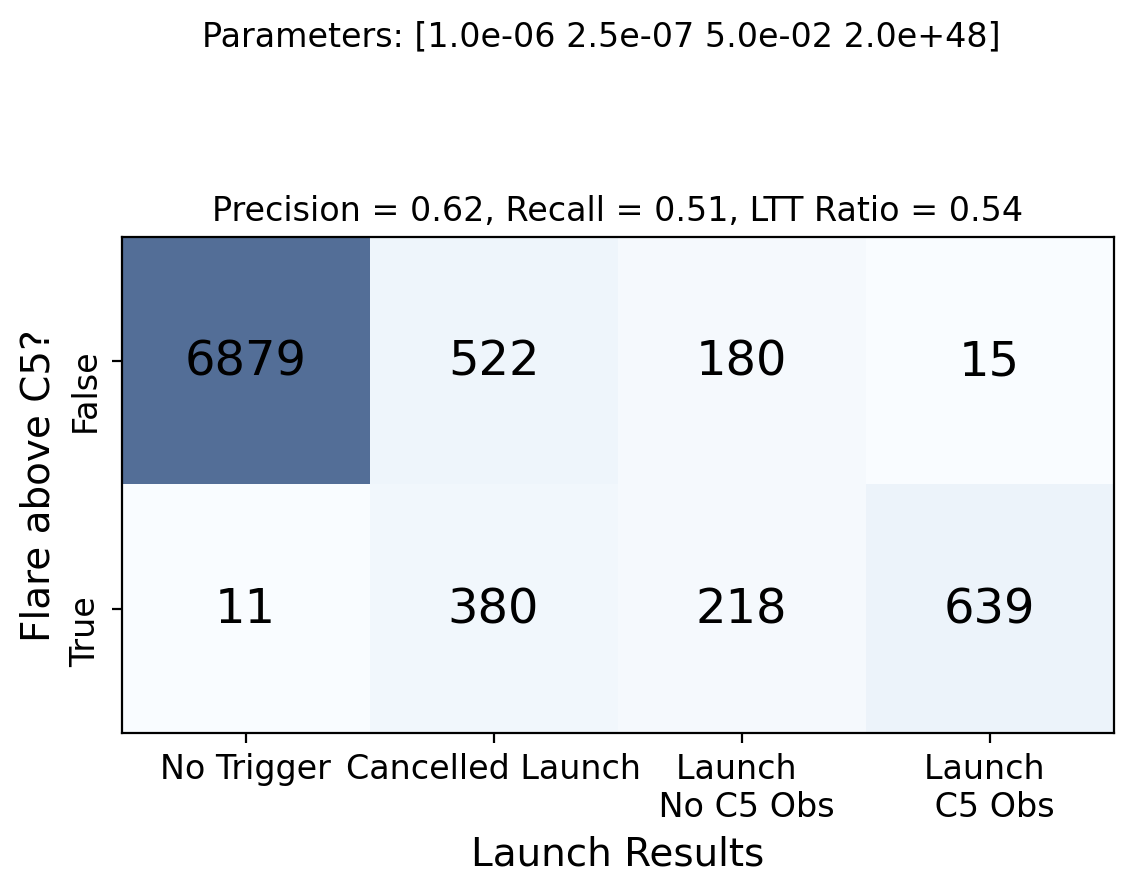 Parameters: [1.0e-06 2.5e-07 5.0e-02 2.0e+48]
Precision = 0.62, Recall = 0.51, LTT Ratio = 0.54
Flare above C5?
False
6879 522 180 15
True
11 380 218 639
No Trigger Cancelled Launch Launch Launch
No C5 Obs C5 Obs
Launch Results